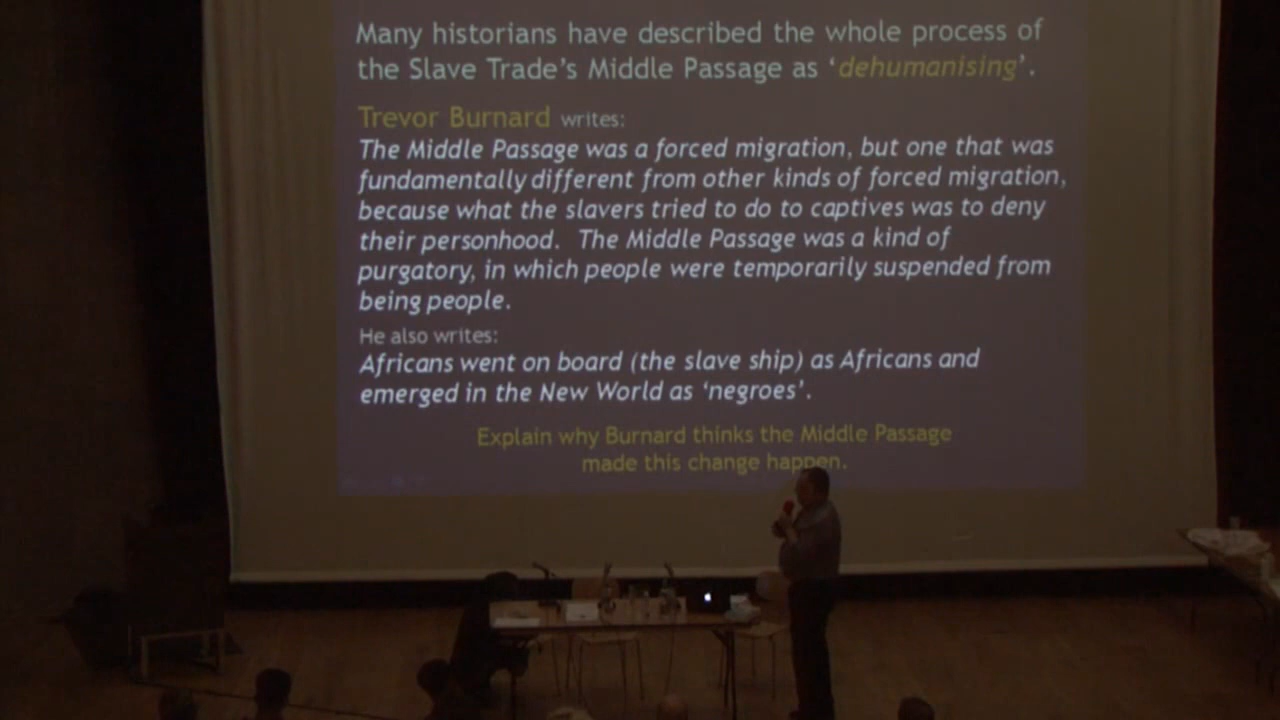 Many historians have described the whole process of
the Slave Trade's Middle Passage as ‘dehumanising’.
Trevor Burnard writes:
The Middle Passage was a forced migration, but one that was
fundamentally different from other kinds of forced migration,
because what the slavers tried to do to captives was to deny
their personhood. The Middle Passage was a kind of
purgatory, in which people were temporarily suspended from
being people.
He also writes:
Africans went on board (the slave ship) as Africans and
emerged in the New World as ‘negroes’.
Explain why Burnard thinks the Middle Passage
made this change happen.